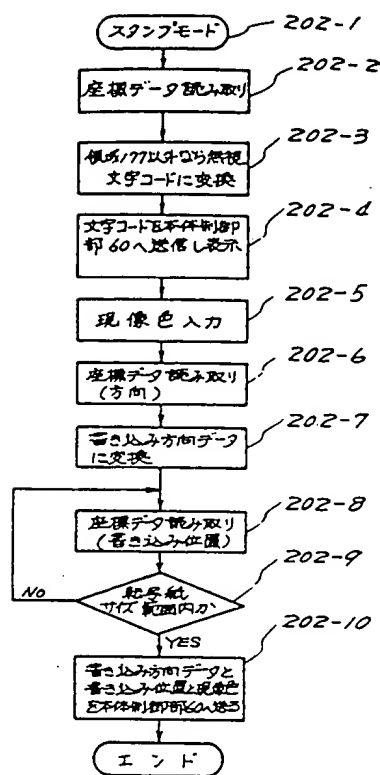 スタンプモード
202-1
座標データ読み取り
202-2
領域177以外なら無視
文字コードに変換
202-3
文字コードを本体制御
部60へ送信し表示
202-4
現像色入力
202-5
座標データ読み取り
(方向)
202-6
書き込み方向データ
に変換
202-7
座標データ読み取り
(書き込み位置)
202-8
転写紙
サイズ範囲内か
202-9
No
YES
書き込み方向データと
書き込み位置と現像色
を本体制御部60へ送る
202-10
エンド